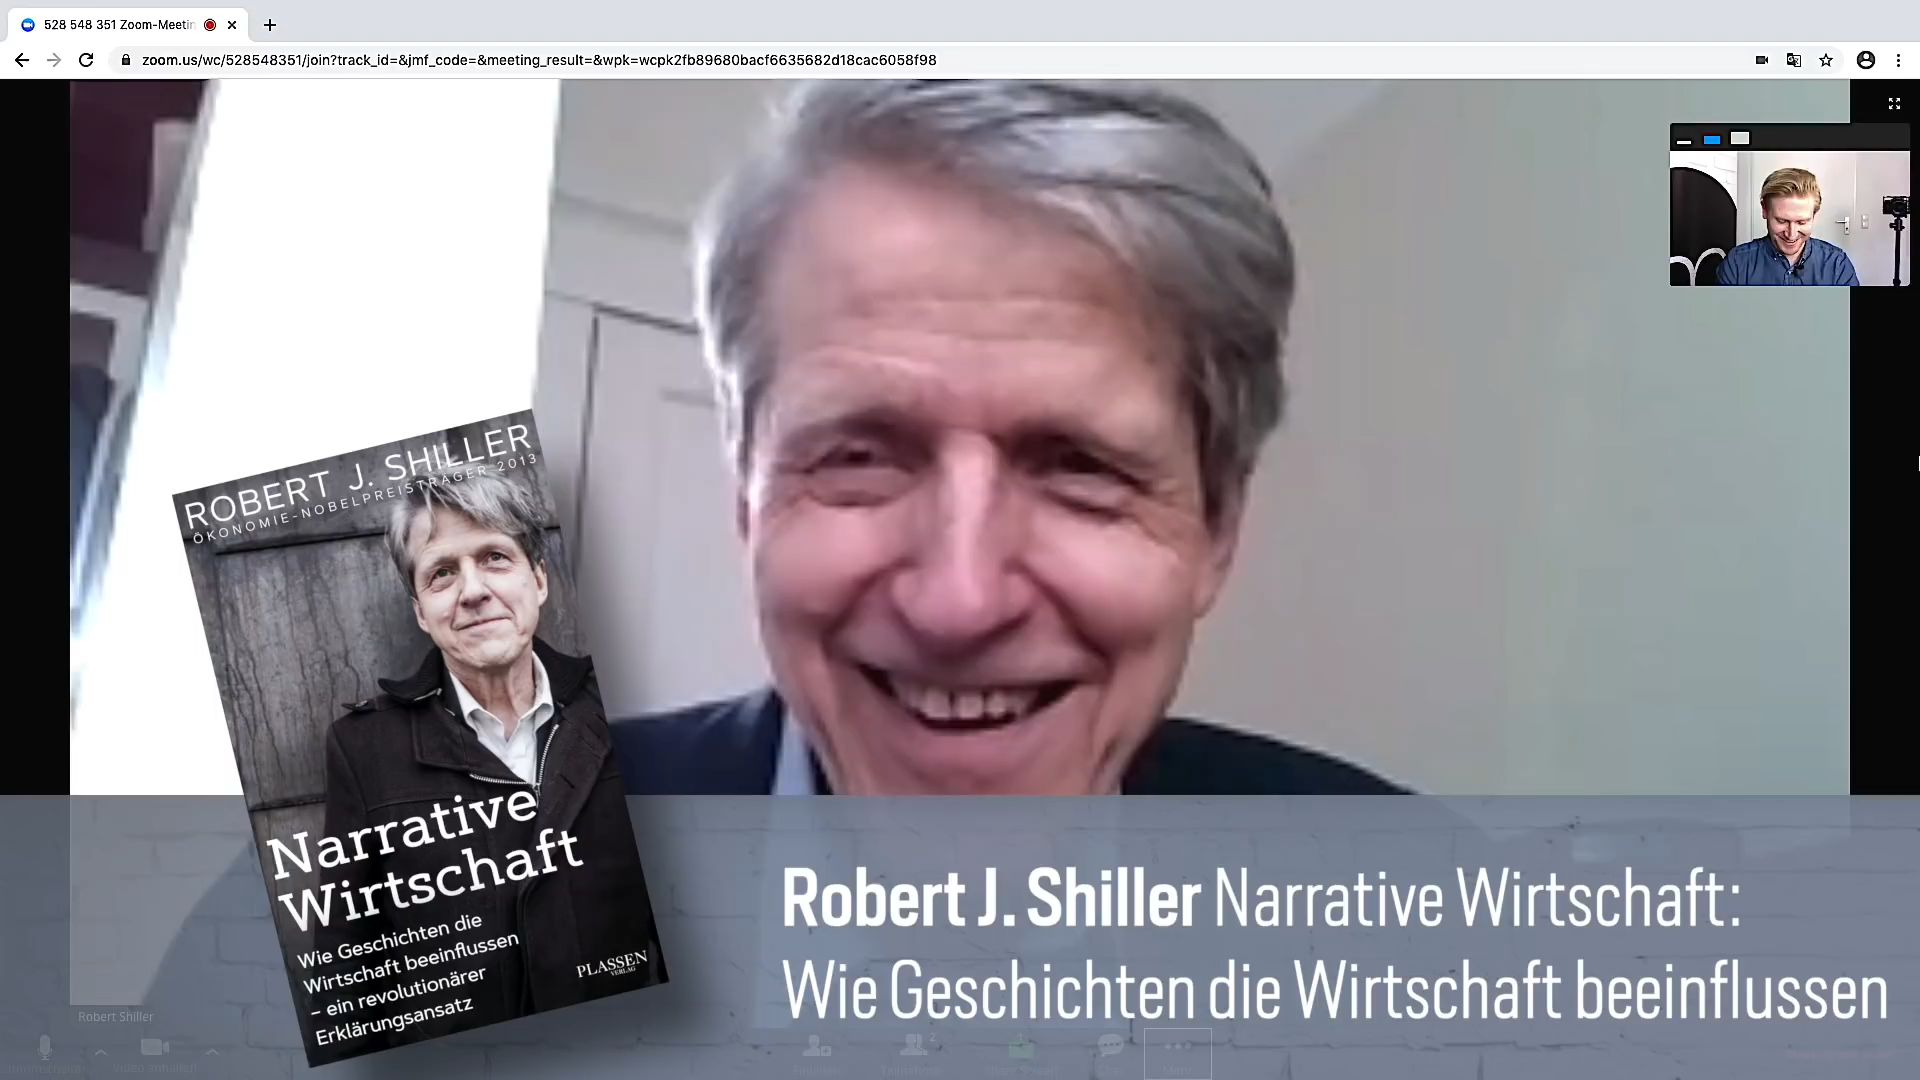 528 548 351 Zoom-Meetin
zoom.us/wc/528548351/join?track_id=&jmf_code=&meeting_result=&wpk=wcpk2fb89680bacf6635682d18cac6058f98
ROBERT J. SHILLER
ÖKONOMIE-NOBELPREISTRÄGER 2013
Narrative
Wirtschaft
Wie Geschichten die
Wirtschaft beeinflussen
– ein revolutionärer
Erklärungsansatz
PLASSEN
VERLAG
Robert J. Shiller Narrative Wirtschaft:
Wie Geschichten die Wirtschaft beeinflussen
Robert Shiller
2